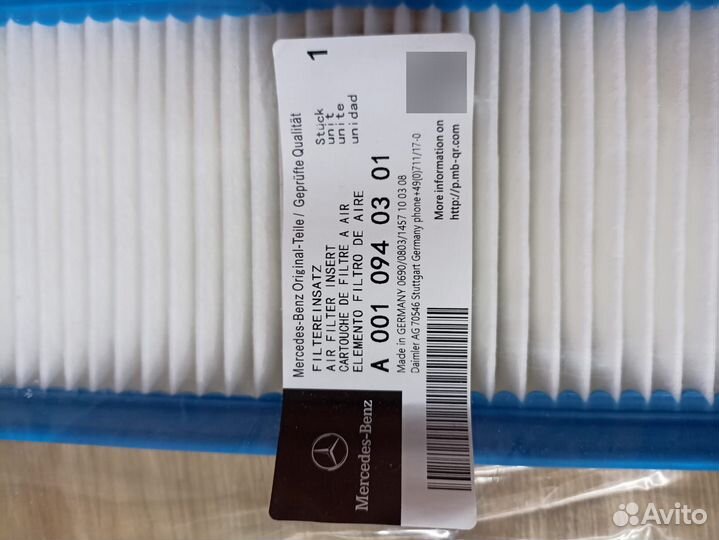 Mercedes-Benz Original-Teile / Geprüfte Qualität
1
FILTEREINSATZ Stück
AIR FILTER INSERT unit
CARTOUCHE DE FILTRE A AIR unite
ELEMENTO FILTRO DE AIRE unidad
A 001 094 03 01
Made in GERMANY 0690/0803/1457 10 03 08
Daimler AG 70546 Stuttgart Germany phone+49(0)711/17-0
More information on
http://p.mb-qr.com
Mercedes-Benz
Avito